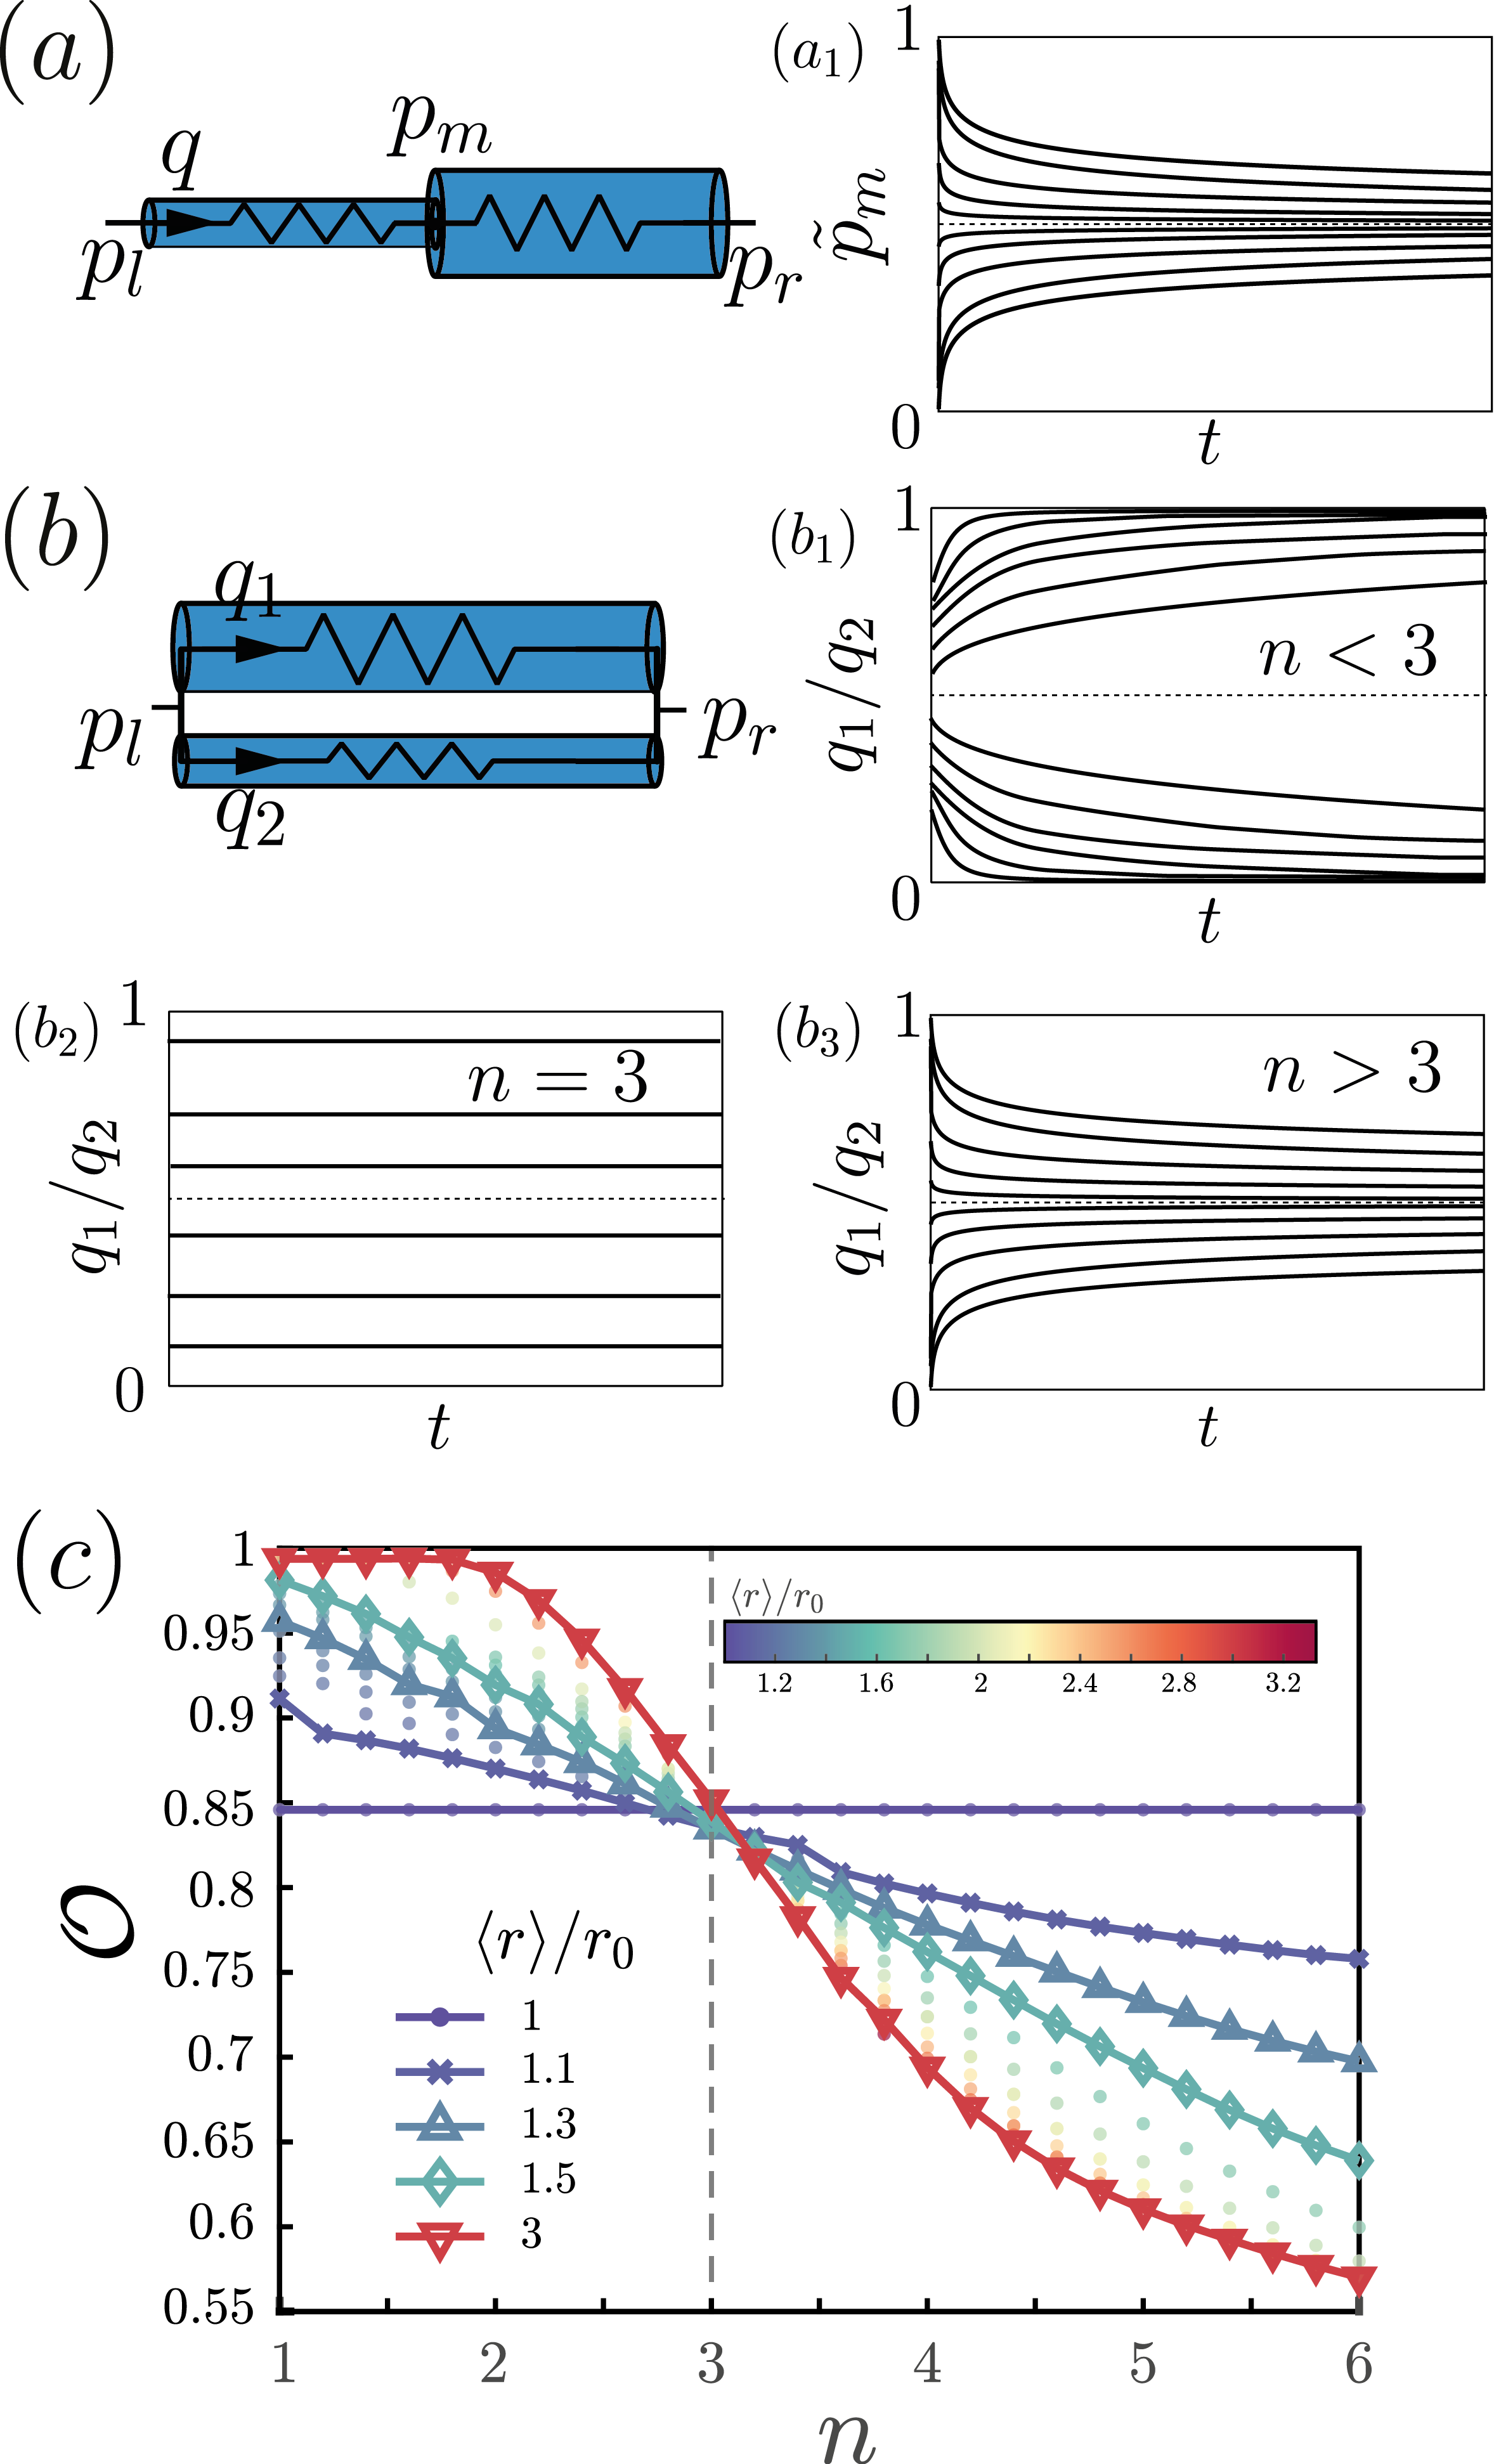 (a)
q
p_m
p_l
p_r
(a_1)
1
p̃_m
0
t
(b)
q_1
p_l
p_r
q_2
(b_1)
1
q_1/q_2
n < 3
0
t
(b_2)
1
n = 3
q_1/q_2
0
t
(b_3)
1
n > 3
q_1/q_2
0
t
(c)
1
0.95
0.9
0.85
0.8
0.75
0.7
0.65
0.6
0.55
𝒪
⟨r⟩/r_0
1.2 1.6 2 2.4 2.8 3.2
⟨r⟩/r_0
1
1.1
1.3
1.5
3
1 2 3 4 5 6
n